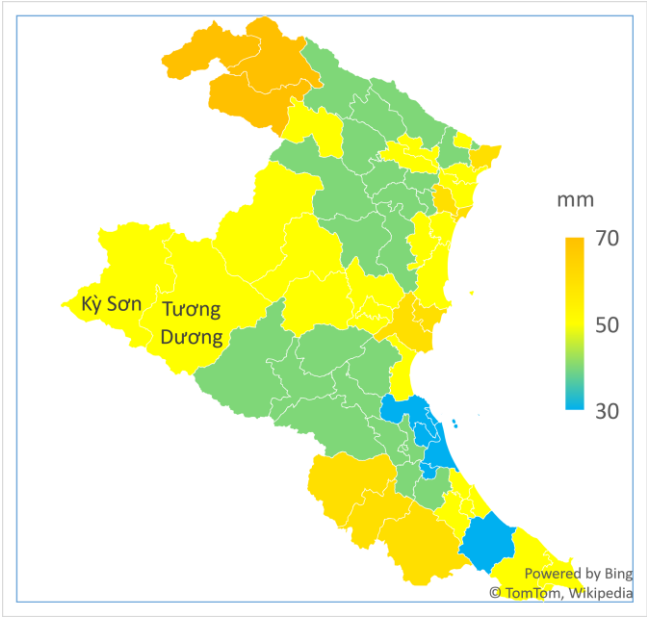 mm
70
50
30
Kỳ Sơn
Tương
Dương
Powered by Bing
© TomTom, Wikipedia